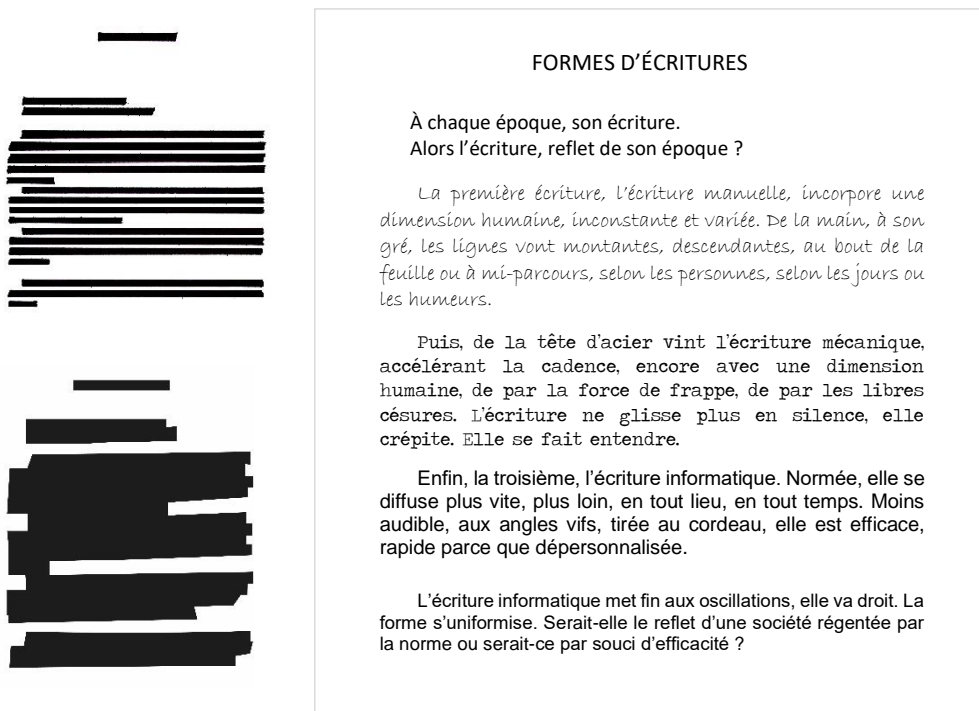 FORMES D’ÉCRITURES
À chaque époque, son écriture.
Alors l’écriture, reflet de son époque ?
La première écriture, l’écriture manuelle, incorpore une
dimension humaine, inconstante et variée. De la main, à son
gré, les lignes vont montantes, descendantes, au bout de la
feuille ou à mi-parcours, selon les personnes, selon les jours ou
les humeurs.
Puis, de la tête d’acier vint l’écriture mécanique,
accélérant la cadence, encore avec une dimension
humaine, de par la force de frappe, de par les libres
césures. L’écriture ne glisse plus en silence, elle
crépite. Elle se fait entendre.
Enfin, la troisième, l’écriture informatique. Normée, elle se
diffuse plus vite, plus loin, en tout lieu, en tout temps. Moins
audible, aux angles vifs, tirée au cordeau, elle est efficace,
rapide parce que dépersonnalisée.
L’écriture informatique met fin aux oscillations, elle va droit. La
forme s’uniformise. Serait-elle le reflet d’une société régentée par
la norme ou serait-ce par souci d’efficacité ?